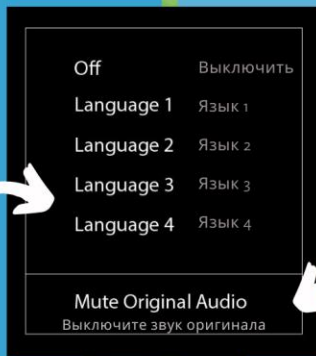 Off Выключить
Language 1 Язык 1
Language 2 Язык 2
Language 3 Язык 3
Language 4 Язык 4
Mute Original Audio
Выключите звук оригинала